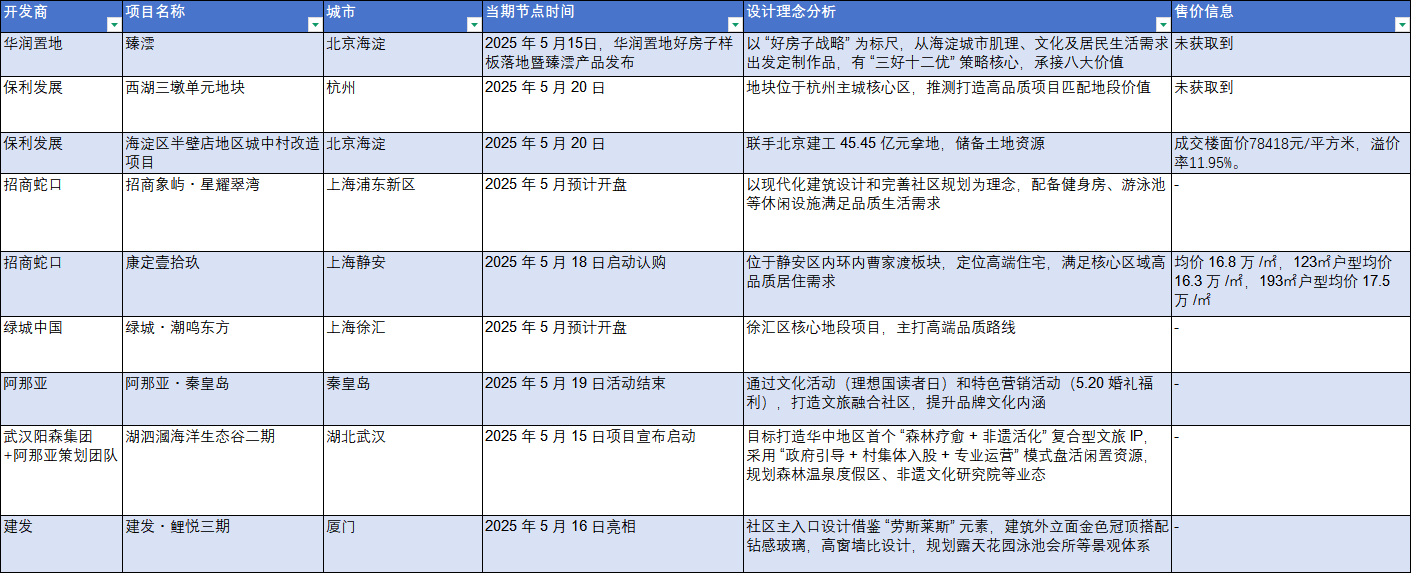 开发商 项目名称 城市 当期节点时间 设计理念分析 售价信息
华润置地 臻澐 北京海淀 2025 年 5 月15日，华润置地好房子样 以 “好房子战略” 为标尺，从海淀城市肌理、文化及居民生活需求 未获取到
板落地暨臻澐产品发布 出发定制作品，有 “三好十二优” 策略核心，承接八大价值
保利发展 西湖三墩单元地块 杭州 2025 年 5 月 20 日 地块位于杭州主城核心区，推测打造高品质项目匹配地段价值 未获取到
保利发展 海淀区半壁店地区城中村改造 北京海淀 2025 年 5 月 20 日 联手北京建工 45.45 亿元拿地，储备土地资源 成交楼面价78418元/平方米，溢价
项目 率11.95%。
招商蛇口 招商象屿・星耀翠湾 上海浦东新区 2025 年 5 月预计开盘 以现代化建筑设计和完善社区规划为理念，配备健身房、游泳池 -
等休闲设施满足品质生活需求
招商蛇口 康定壹拾玖 上海静安 2025 年 5 月 18 日启动认购 位于静安区内环内曹家渡板块，定位高端住宅，满足核心区域高 均价 16.8 万 /㎡，123㎡户型均价
品质居住需求 16.3 万 /㎡，193㎡户型均价 17.5
万 /㎡
绿城中国 绿城・潮鸣东方 上海徐汇 2025 年 5 月预计开盘 徐汇区核心地段项目，主打高端品质路线 -
阿那亚 阿那亚・秦皇岛 秦皇岛 2025 年 5 月 19 日活动结束 通过文化活动（理想国读者日）和特色营销活动（5.20 婚礼福 -
利），打造文旅融合社区，提升品牌文化内涵
武汉阳森集团 湖泗瀛海洋生态谷二期 湖北武汉 2025 年 5 月 15 日项目宣布启动 目标打造华中地区首个 “森林疗愈 + 非遗活化” 复合型文旅 IP， -
+阿那亚策划团队 采用 “政府引导 + 村集体入股 + 专业运营” 模式盘活闲置资源，
规划森林温泉度假区、非遗文化研究院等业态
建发 建发・鲤悦三期 厦门 2025 年 5 月 16 日亮相 社区主入口设计借鉴 “劳斯莱斯” 元素，建筑外立面金色冠顶搭配 -
钻感玻璃，高窗墙比设计，规划露天花园泳池会所等景观体系